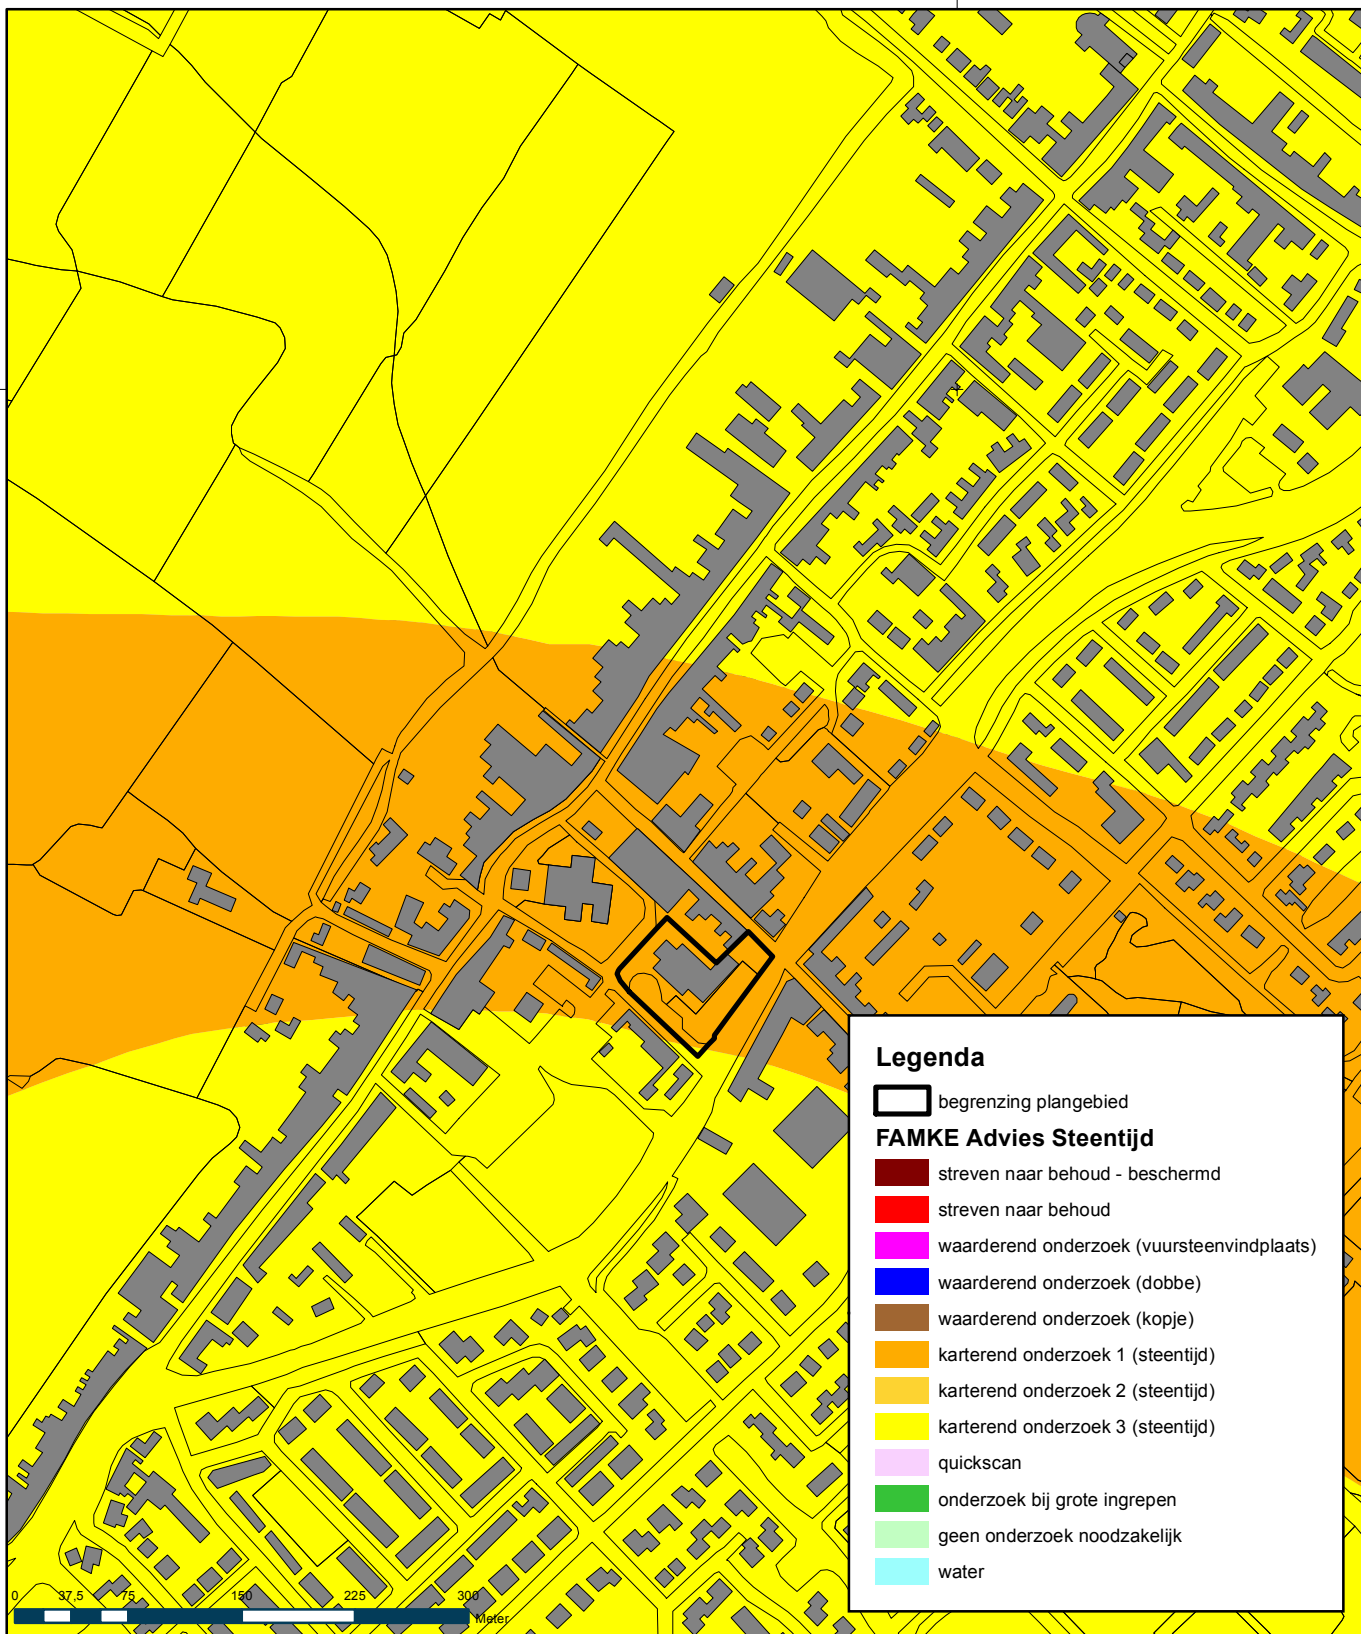 Legenda
begrenzing plangebied
FAMKE Advies Steentijd
streven naar behoud - beschermd
streven naar behoud
waarderend onderzoek (vuursteenvindplaats)
waarderend onderzoek (dobbe)
waarderend onderzoek (kopje)
karterend onderzoek 1 (steentijd)
karterend onderzoek 2 (steentijd)
karterend onderzoek 3 (steentijd)
quickscan
onderzoek bij grote ingrepen
geen onderzoek noodzakelijk
water
0 37,5 75 150 225 300
Meter